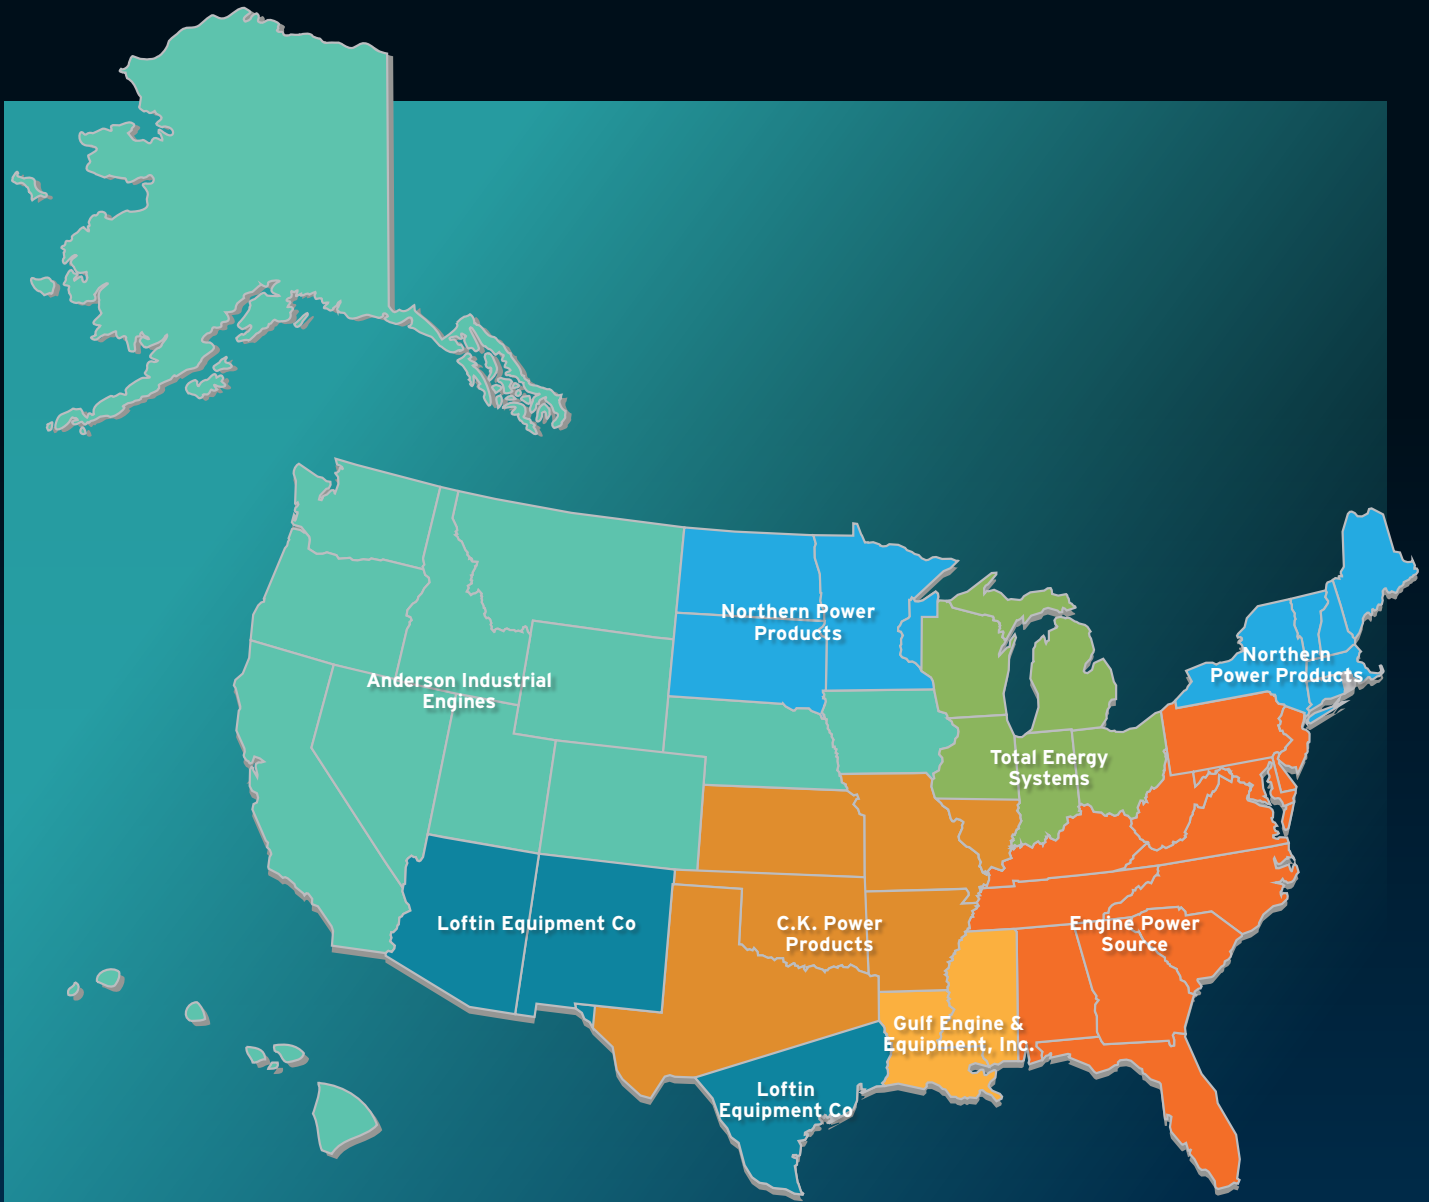 Northern Power
Products
Northern
Power Products
Anderson Industrial
Engines
Total Energy
Systems
Loftin Equipment Co
C.K. Power
Products
Engine Power
Source
Gulf Engine &
Equipment, Inc.
Loftin
Equipment Co